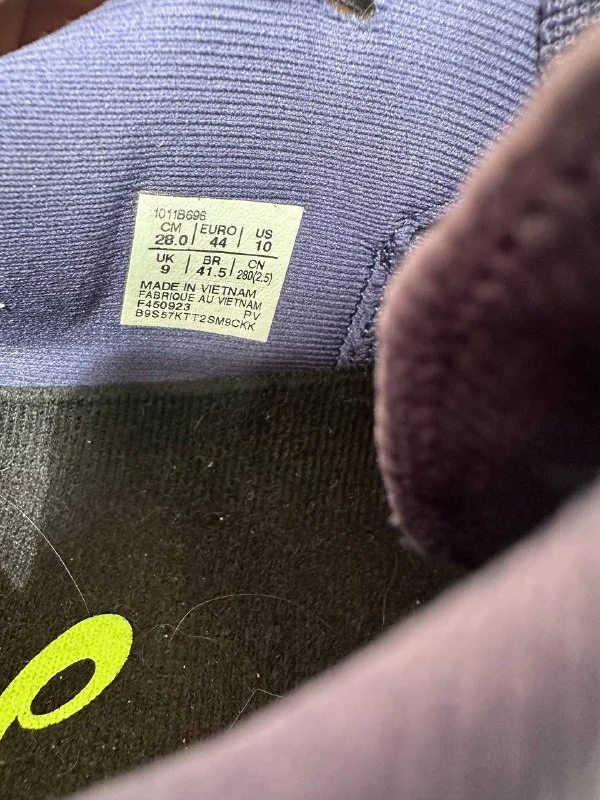 1011B696
CM EURO US
28.0 44 10
UK BR CN
9 41.5 280(2.5)
MADE IN VIETNAM
FABRIQUE AU VIETNAM
F450923 PV
B9S57KTT2SM9CKK